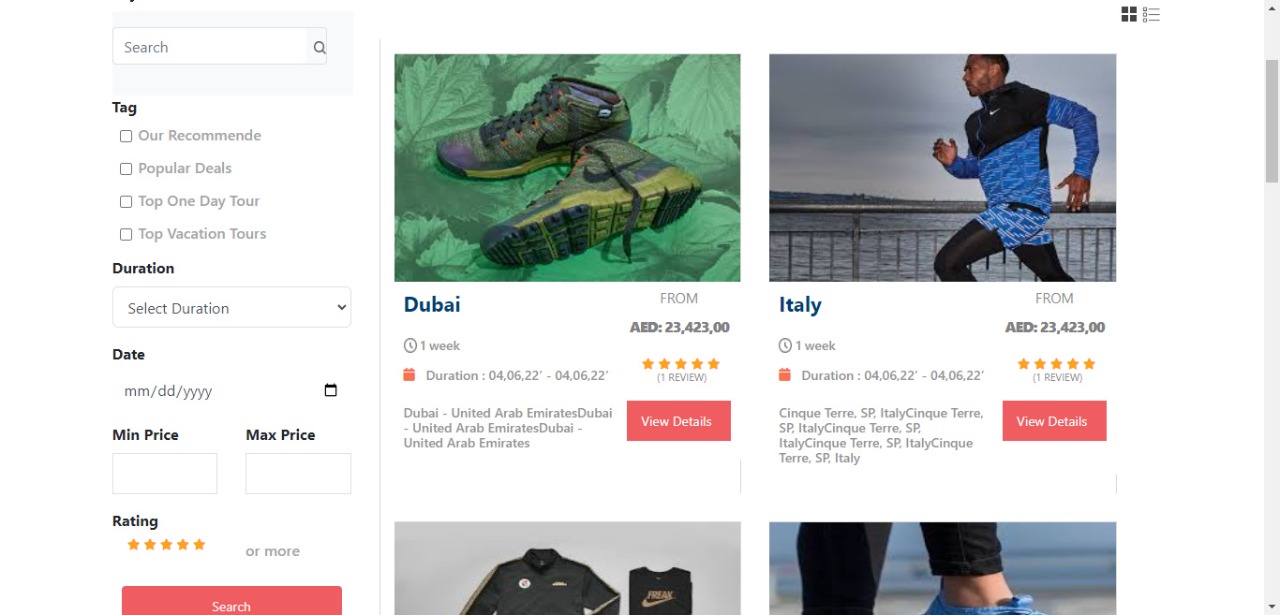 Search
Tag
Our Recommende
Popular Deals
Top One Day Tour
Top Vacation Tours
Duration
Select Duration
Date
mm/dd/yyyy
Min Price
Max Price
Rating
or more
Search
Dubai
FROM
AED: 23,423,00
1 week
Duration : 04,06,22’ - 04,06,22’
(1 REVIEW)
Dubai - United Arab EmiratesDubai
- United Arab EmiratesDubai -
United Arab Emirates
View Details
Italy
FROM
AED: 23,423,00
1 week
Duration : 04,06,22’ - 04,06,22’
(1 REVIEW)
Cinque Terre, SP, ItalyCinque Terre,
SP, ItalyCinque Terre, SP,
ItalyCinque Terre, SP, ItalyCinque
Terre, SP, Italy
View Details
FREAK